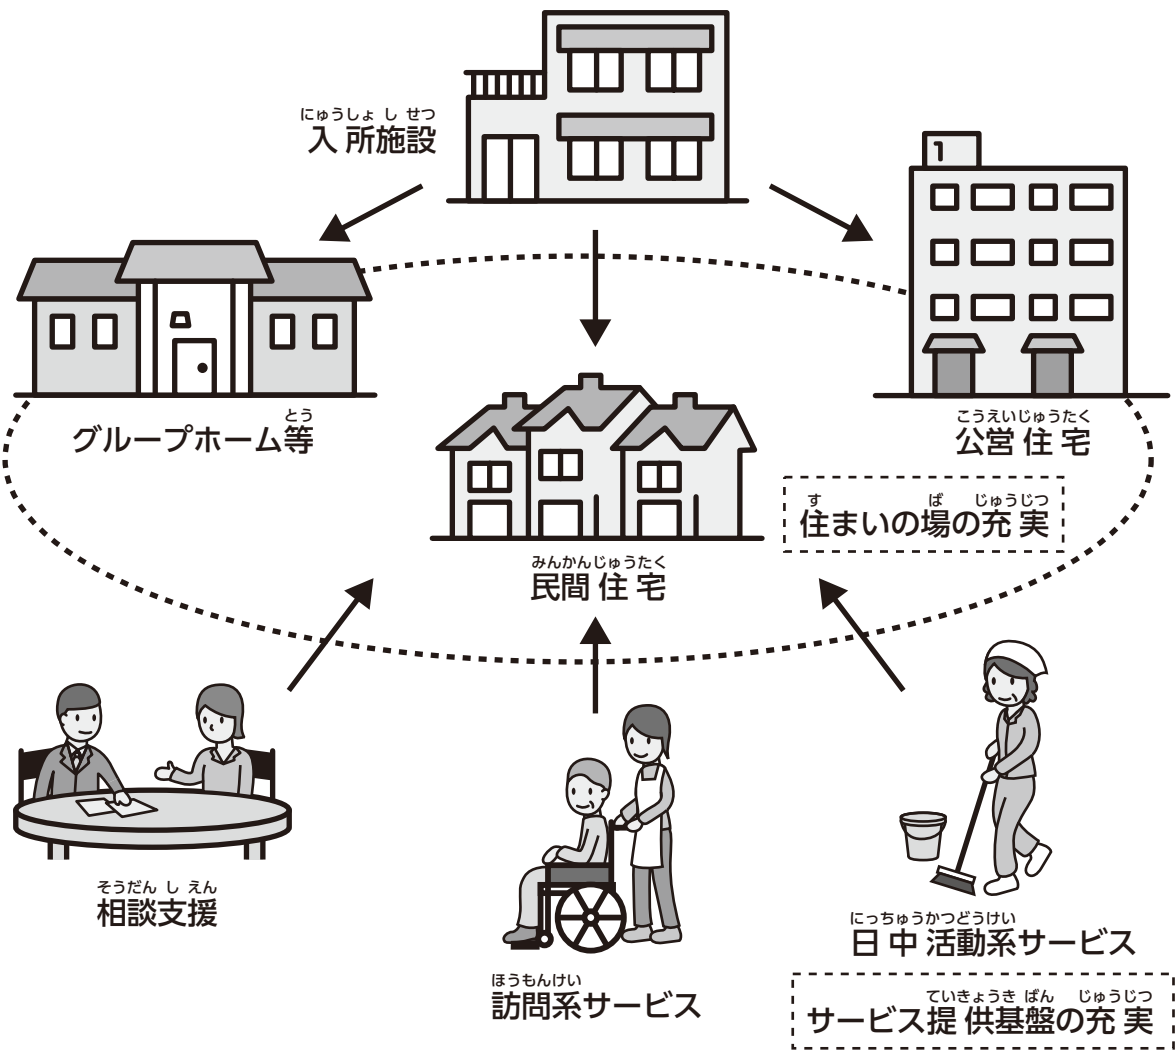 にゅうしょ し せつ
入所施設
1
とう
グループホーム等
こうえいじゅうたく
公営住宅
す ば じゅうじつ
住まいの場の充実
みんかんじゅうたく
民間住宅
そうだん し えん
相談支援
ほうもんけい
訪問系サービス
にっちゅうかつどうけい
日中活動系サービス
ていきょうき ばん じゅうじつ
サービス提供基盤の充実